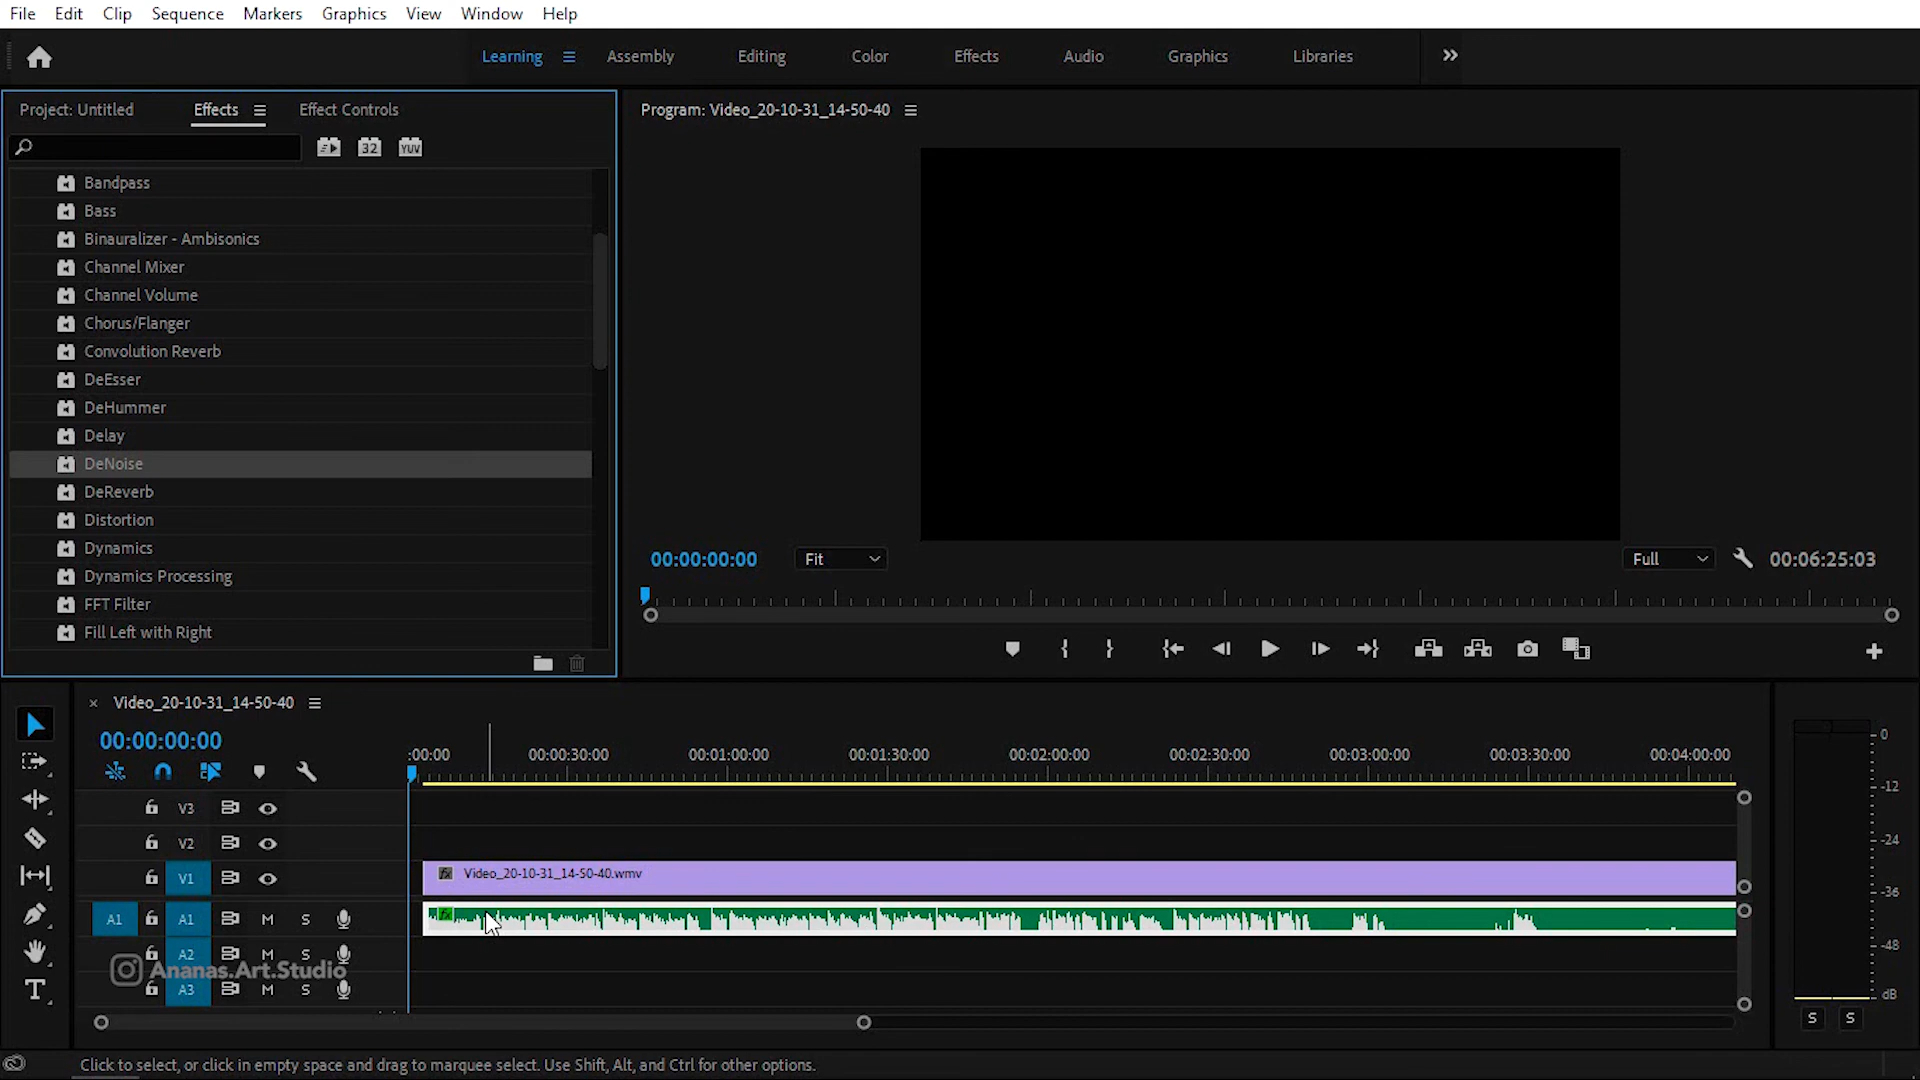 File Edit Clip Sequence Markers Graphics View Window Help
Learning Assembly Editing Color Effects Audio Graphics Libraries
Project: Untitled Effects Effect Controls
32 YUV
Bandpass
Bass
Binauralizer - Ambisonics
Channel Mixer
Channel Volume
Chorus/Flanger
Convolution Reverb
DeEsser
DeHummer
Delay
DeNoise
DeReverb
Distortion
Dynamics
Dynamics Processing
FFT Filter
Fill Left with Right
Program: Video_20-10-31_14-50-40
00:00:00:00 Fit Full 00:06:25:03
Video_20-10-31_14-50-40
00:00:00:00
:00:00 00:00:30:00 00:01:00:00 00:01:30:00 00:02:00:00 00:02:30:00 00:03:00:00 00:03:30:00 00:04:00:00
V3
V2
V1 fx Video_20-10-31_14-50-40.wmv
A1 A1 M S fx
A2 M S
Ananas.Art.Studio
A3 M S
T
0
-12
-24
-36
-48
dB
S S
Click to select, or click in empty space and drag to marquee select. Use Shift, Alt, and Ctrl for other options.